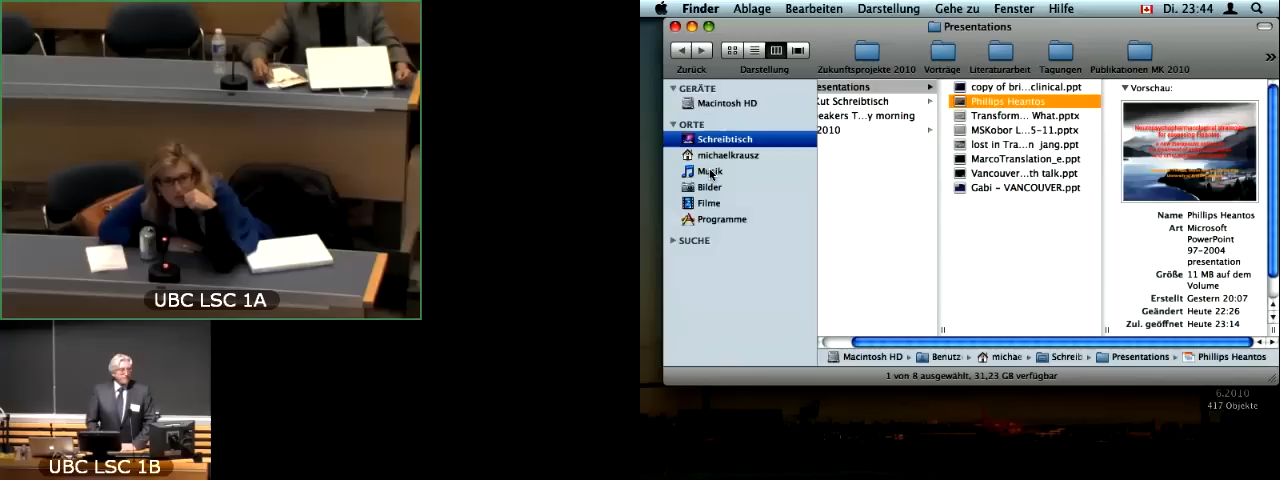 Finder Ablage Bearbeiten Darstellung Gehe zu Fenster Hilfe Di. 23:44
Presentations
Zurück Darstellung Zukunftsprojekte 2010 Vorträge Literaturarbeit Tagungen Publikationen MK 2010
GERÄTE
Macintosh HD
ORTE
Schreibtisch
michaelkrausz
Musik
Bilder
Filme
Programme
SUCHE
esentations
Kut Schreibtisch
eakers T...y morning
2010
copy of bri...clinical.ppt
Phillips Heantos
Transform... What.pptx
MSKobor L...5-11.pptx
lost in Tra...n jang.ppt
MarcoTranslation_e.ppt
Vancouver...th talk.ppt
Gabi - VANCOUVER.ppt
Vorschau:
Name Phillips Heantos
Art Microsoft
PowerPoint
97-2004
presentation
Größe 11 MB auf dem
Volume
Erstellt Gestern 20:07
Geändert Heute 22:26
Zul. geöffnet Heute 23:14
Macintosh HD Benutz michae Schreib Presentations Phillips Heantos
1 von 8 ausgewählt, 31,23 GB verfügbar
6.2010
417 Objekte
UBC LSC 1A
UBC LSC 1B